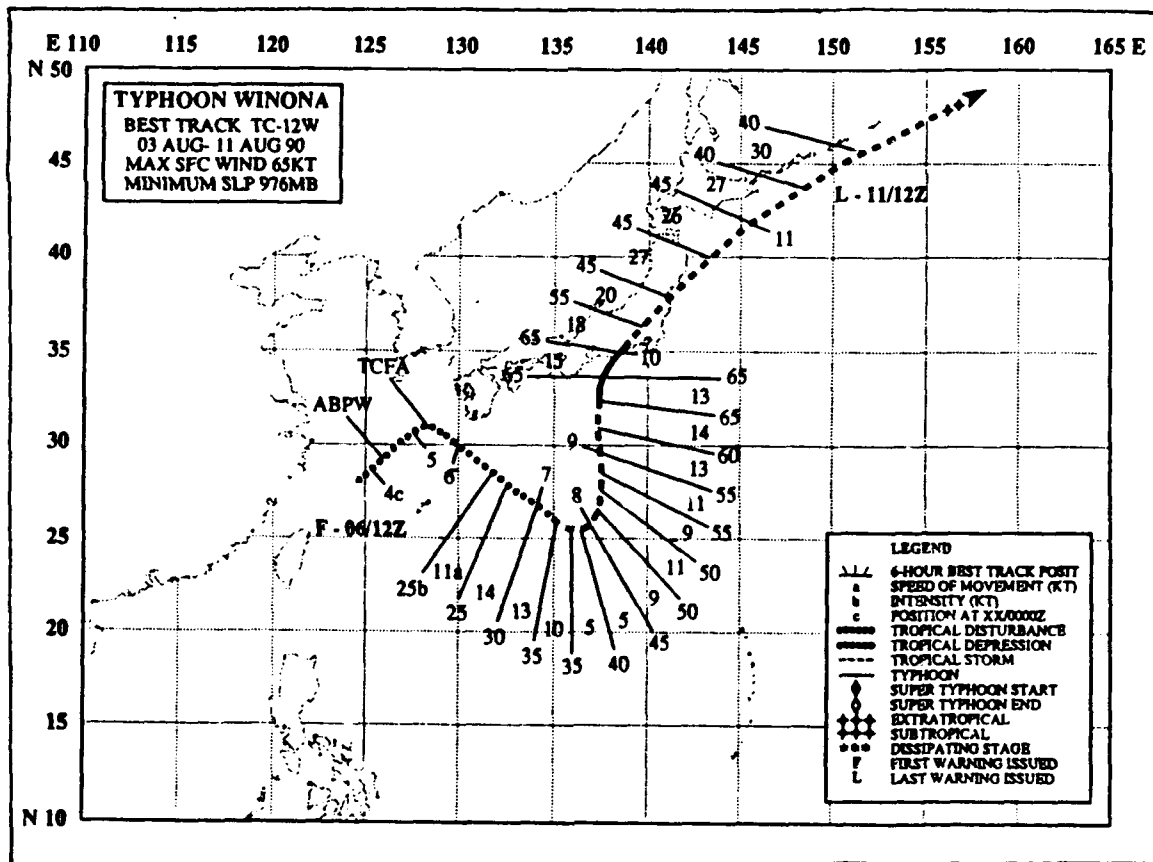 E 110 115 120 125 130 135 140 145 150 155 160 165 E
N 50
TYPHOON WINONA
BEST TRACK TC-12W
03 AUG- 11 AUG 90
MAX SFC WIND 65KT
MINIMUM SLP 976MB
40
40
30
45
45
27
L - 11/12Z
45
26
11
40
27
45
20
55
18
65
35
10
TCFA
15
65
65
13
ABPW
65
14
30
9
60
5
6
13
7
55
4c
8
11
55
25
F - 06/12Z
9
50
11a
11
25b
14
50
25
9
13
20
30
10
5
5
45
35
35
40
15
N 10
LEGEND
6-HOUR BEST TRACK POSIT
a SPEED OF MOVEMENT (KT)
b INTENSITY (KT)
c POSITION AT XX/0000Z
TROPICAL DISTURBANCE
TROPICAL DEPRESSION
TROPICAL STORM
TYPHOON
SUPER TYPHOON START
SUPER TYPHOON END
EXTRATROPICAL
SUBTROPICAL
DISSIPATING STAGE
F FIRST WARNING ISSUED
L LAST WARNING ISSUED